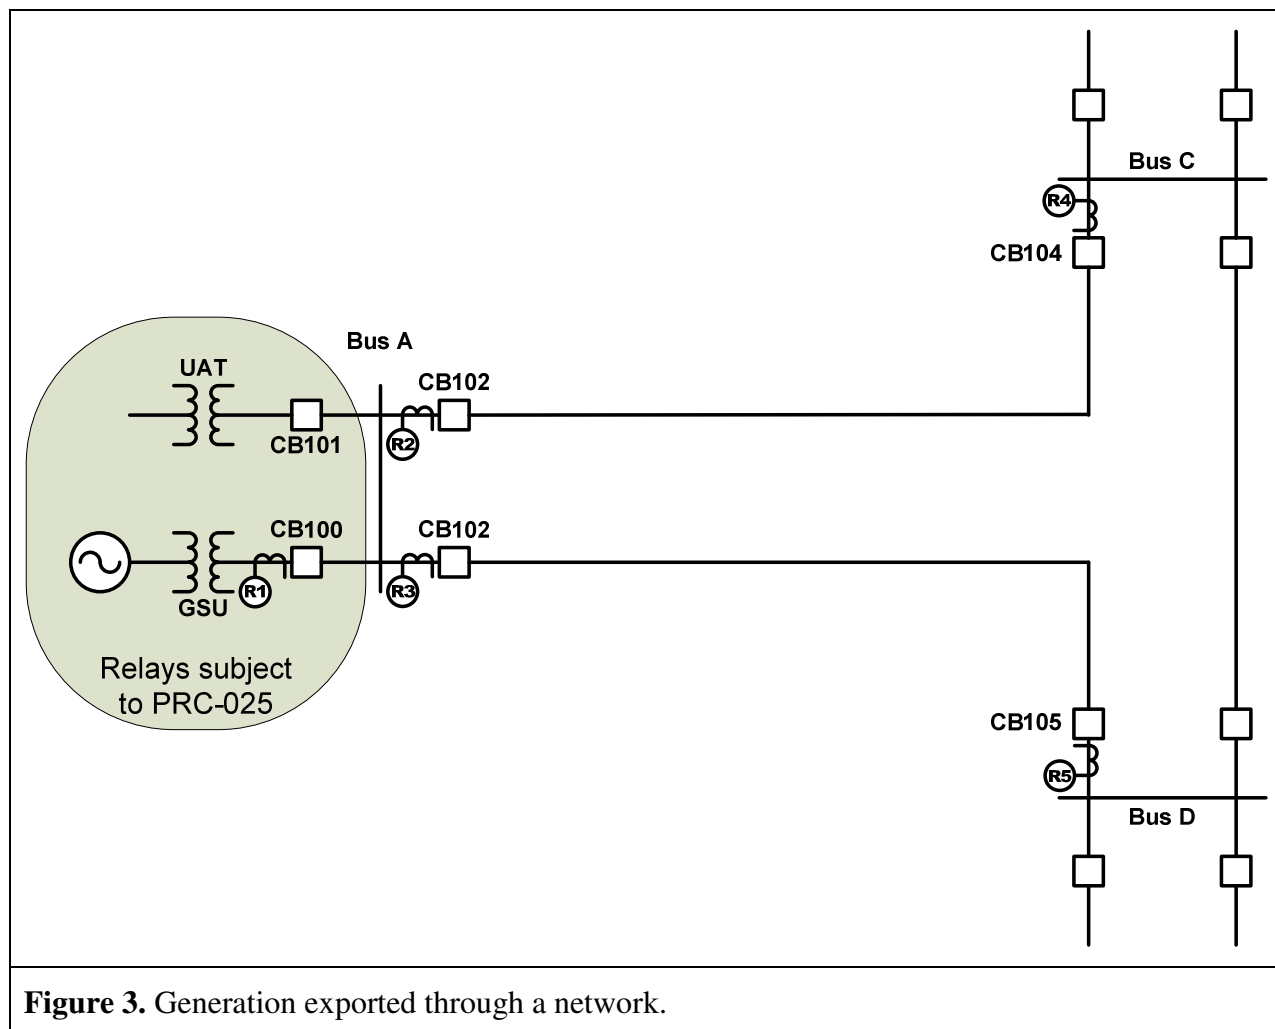 Bus C
R4
CB104
Bus A
UAT
CB102
CB101
R2
CB100
CB102
R1
R3
GSU
Relays subject
to PRC-025
CB105
R5
Bus D
Figure 3. Generation exported through a network.